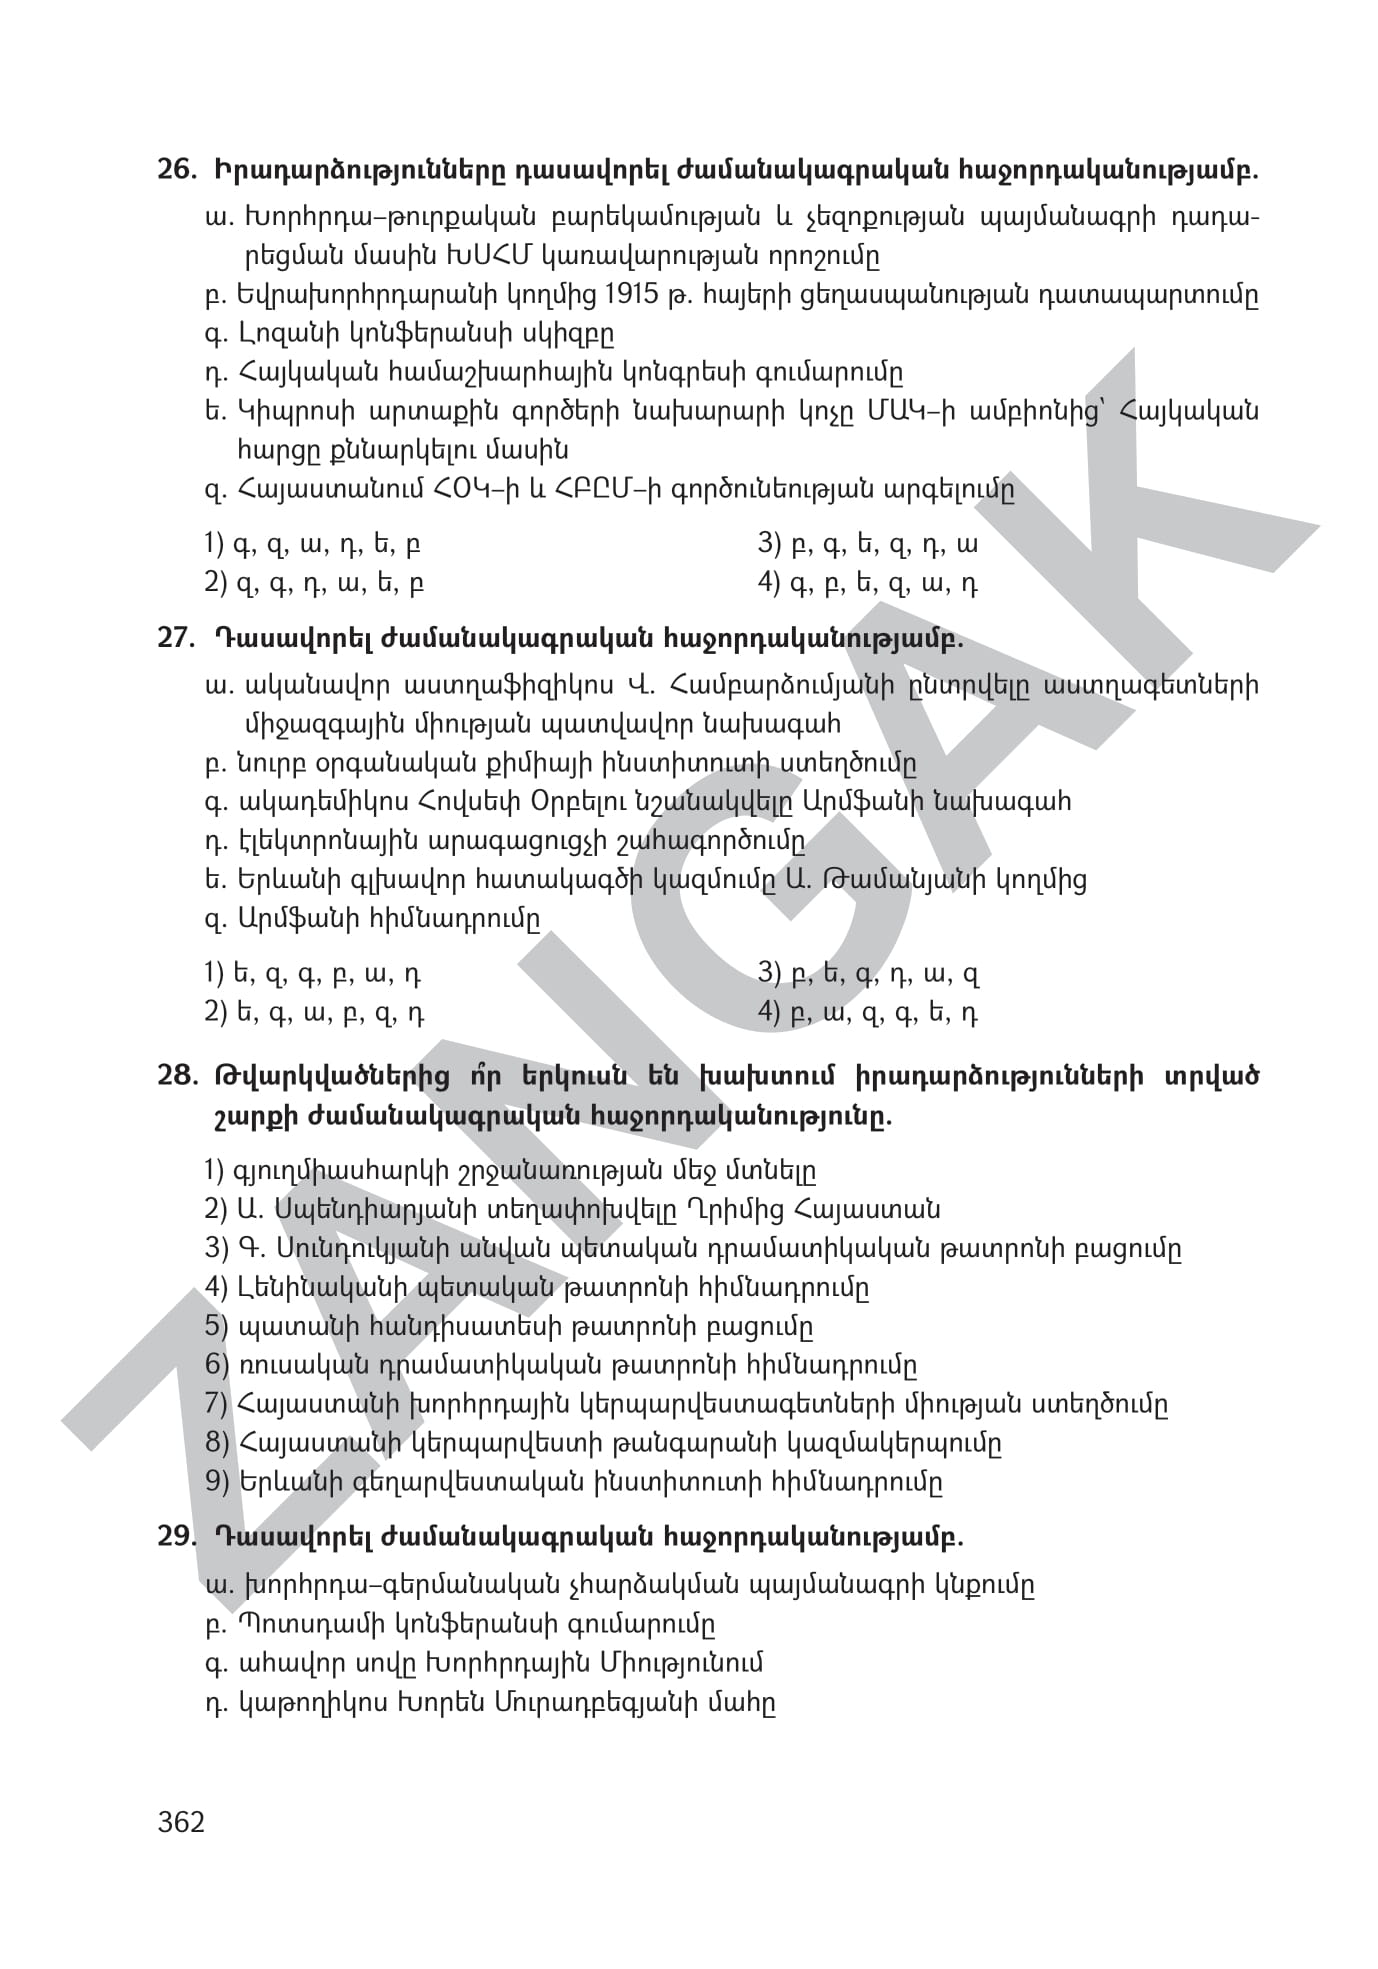 26. Իրադարձությունները դասավորել ժամանակագրական հաջորդականությամբ.
ա. Խորհրդա–թուրքական բարեկամության և չեզոքության պայմանագրի դադա-
րեցման մասին ԽՍՀՄ կառավարության որոշումը
բ. Եվրախորհրդարանի կողմից 1915 թ. հայերի ցեղասպանության դատապարտումը
գ. Լոզանի կոնֆերանսի սկիզբը
դ. Հայկական համաշխարհային կոնգրեսի գումարումը
ե. Կիպրոսի արտաքին գործերի նախարարի կոչը ՄԱԿ–ի ամբիոնից՝ Հայկական
հարցը քննարկելու մասին
զ. Հայաստանում ՀՕԿ–ի և ՀԲԸՄ–ի գործունեության արգելումը
1) գ, զ, ա, դ, ե, բ
3) բ, գ, ե, զ, դ, ա
2) զ, գ, դ, ա, ե, բ
4) գ, բ, ե, զ, ա, դ
27. Դասավորել ժամանակագրական հաջորդականությամբ.
ա. ականավոր աստղաֆիզիկոս Վ. Համբարձումյանի ընտրվելը աստղագետների
միջազգային միության պատվավոր նախագահ
բ. նուրբ օրգանական քիմիայի ինստիտուտի ստեղծումը
գ. ակադեմիկոս Հովսեփ Օրբելու նշանակվելը Արմֆանի նախագահ
դ. էլեկտրոնային արագացուցչի շահագործումը
ե. Երևանի գլխավոր հատակագծի կազմումը Ա. Թամանյանի կողմից
զ. Արմֆանի հիմնադրումը
1) ե, զ, գ, բ, ա, դ
3) բ, ե, գ, դ, ա, զ
2) ե, գ, ա, բ, զ, դ
4) բ, ա, զ, գ, ե, դ
28. Թվարկվածներից ո՞ր երկուսն են խախտում իրադարձությունների տրված
շարքի ժամանակագրական հաջորդականությունը.
1) գյուղմիասհարկի շրջանառության մեջ մտնելը
2) Ա. Սպենդիարյանի տեղափոխվելը Ղրիմից Հայաստան
3) Գ. Սունդուկյանի անվան պետական դրամատիկական թատրոնի բացումը
4) Լենինականի պետական թատրոնի հիմնադրումը
5) պատանի հանդիսատեսի թատրոնի բացումը
6) ռուսական դրամատիկական թատրոնի հիմնադրումը
7) Հայաստանի խորհրդային կերպարվեստագետների միության ստեղծումը
8) Հայաստանի կերպարվեստի թանգարանի կազմակերպումը
9) Երևանի գեղարվեստական ինստիտուտի հիմնադրումը
29. Դասավորել ժամանակագրական հաջորդականությամբ.
ա. խորհրդա–գերմանական չհարձակման պայմանագրի կնքումը
բ. Պոտսդամի կոնֆերանսի գումարումը
գ. ահավոր սովը Խորհրդային Միությունում
դ. կաթողիկոս Խորեն Մուրադբեգյանի մահը
362
ZANGAK